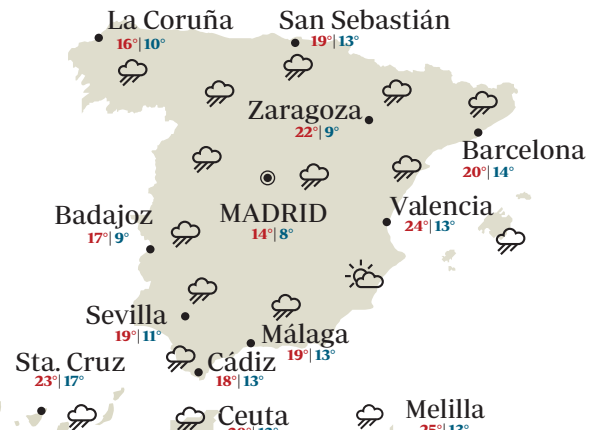 La Coruña
16°|10°
San Sebastián
19°|13°
Zaragoza
22°|9°
Barcelona
20°|14°
MADRID
14°|8°
Valencia
24°|13°
Badajoz
17°|9°
Sevilla
19°|11°
Málaga
19°|13°
Sta. Cruz
23°|17°
Cádiz
18°|13°
Ceuta
Melilla